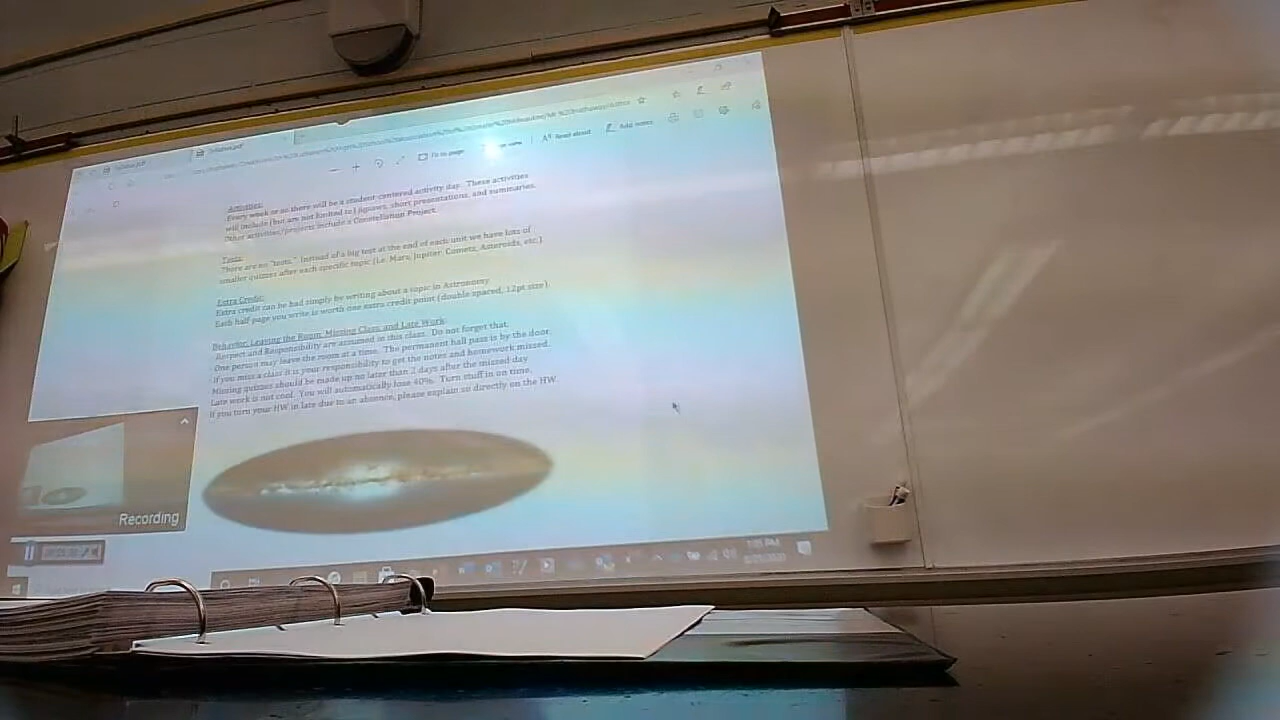 Fit to page
Read aloud
Add notes
Activities:
Every week or so there will be a student-centered activity day. These activities
will include (but are not limited to) jigsaws, short presentations, and summaries.
Other activities/projects include a Constellation Project.
Tests:
There are no "tests." Instead of a big test at the end of each unit we have lots of
smaller quizzes after each specific topic (i.e. Mars, Jupiter, Comets, Asteroids, etc.)
Extra Credit:
Extra credit can be had simply by writing about a topic in Astronomy
Each half page you write is worth one extra credit point (double spaced, 12pt size).
Behavior, Leaving the Room, Missing Class, and Late Work
Respect and Responsibility are assumed in this class. Do not forget that.
One person may leave the room at a time. The permanent hall pass is by the door.
If you miss a class it is your responsibility to get the notes and homework missed.
Missing quizzes should be made up no later than 2 days after the missed day
Late work is not cool. You will automatically lose 40%. Turn stuff in on time.
If you turn your HW in late due to an absence, please explain so directly on the HW.
Recording